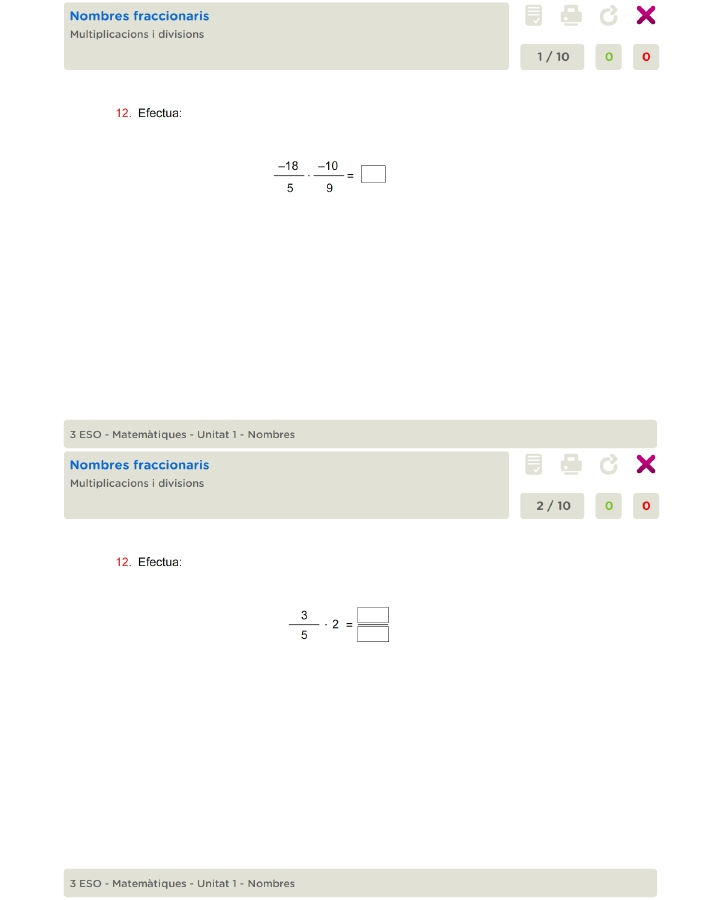 Nombres fraccionaris
Multiplicacions i divisions
1 / 10 0 0
12. Efectua:
–18/5 · –10/9 =
3 ESO - Matemàtiques - Unitat 1 - Nombres
Nombres fraccionaris
Multiplicacions i divisions
2 / 10 0 0
12. Efectua:
3/5 · 2 =
3 ESO - Matemàtiques - Unitat 1 - Nombres